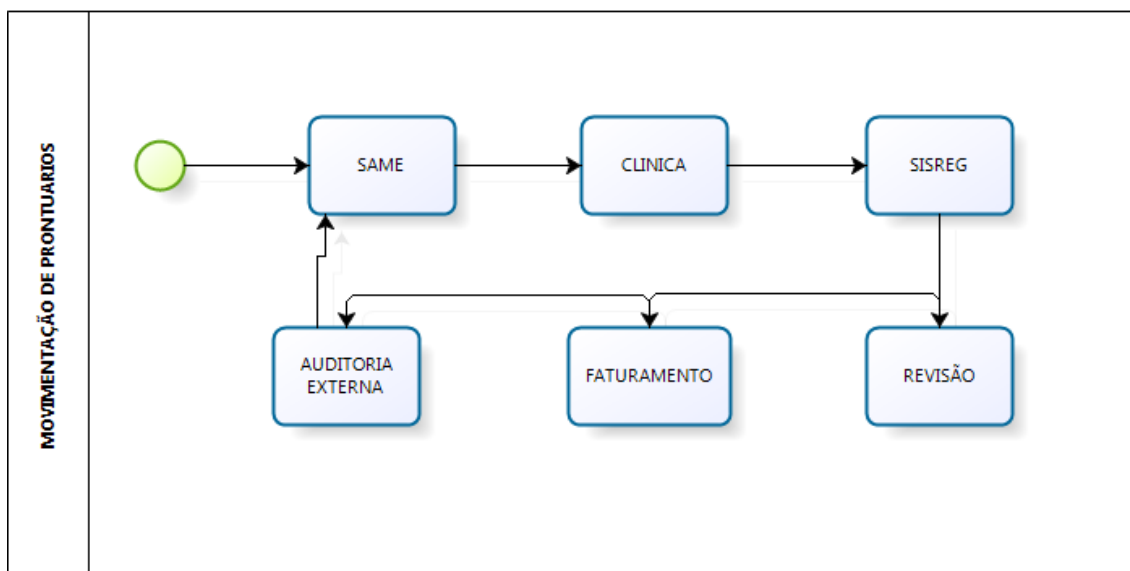 MOVIMENTAÇÃO DE PRONTUARIOS
SAME
CLINICA
SISREG
AUDITORIA
EXTERNA
FATURAMENTO
REVISÃO